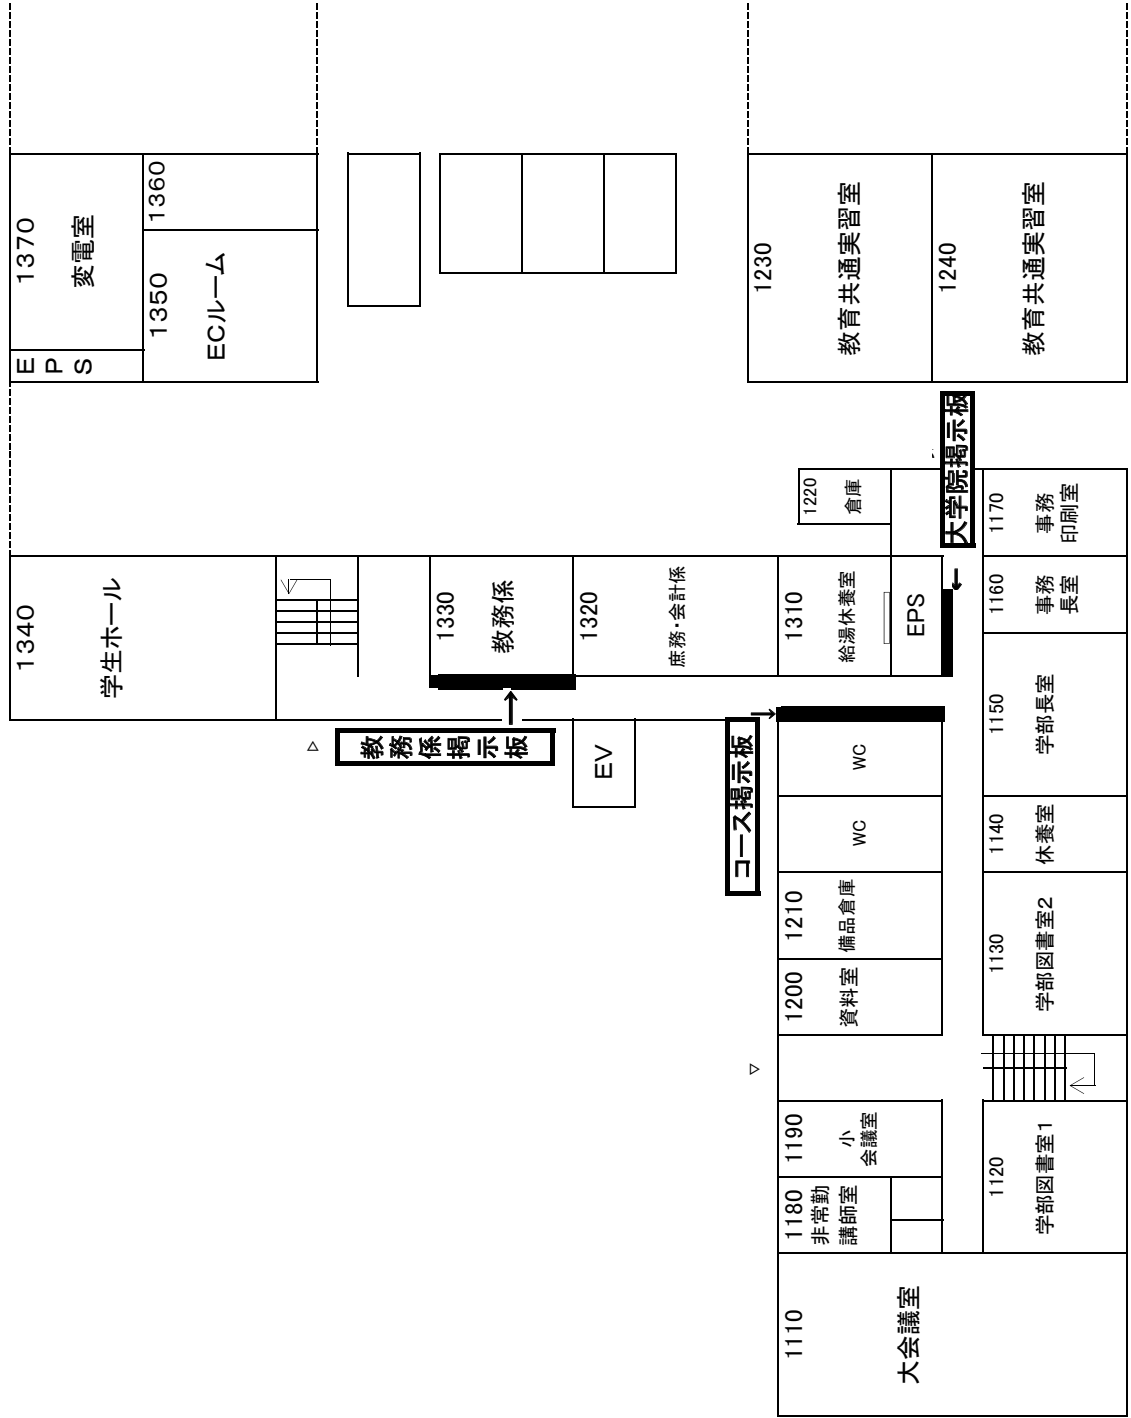 1370
変電室
1360
1350
ECルーム
EPS
1230
教育共通実習室
1240
教育共通実習室
1340
学生ホール
1330
教務係
1320
庶務・会計係
1310
給湯休養室
EPS
1220
倉庫
大学院掲示板
1170
事務
印刷室
1160
事務
長室
1150
学部長室
1140
休養室
1130
学部図書室2
1120
学部図書室1
教務係掲示板
EV
コース掲示板
WC
WC
1210
備品倉庫
1200
資料室
1190
小
会議室
1180
非常勤
講師室
1110
大会議室